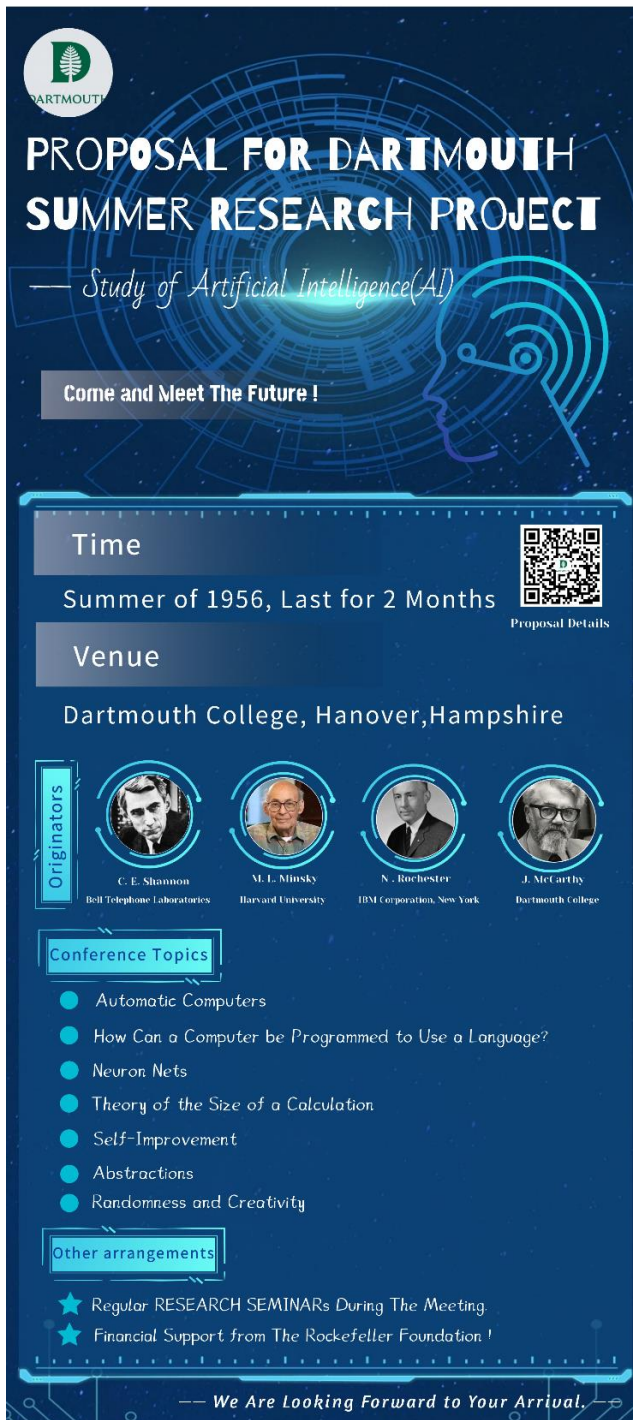 DARTMOUTH
PROPOSAL FOR DARTMOUTH
SUMMER RESEARCH PROJECT
—— Study of Artificial Intelligence(AI)
Come and Meet The Future !
Time
Summer of 1956, Last for 2 Months
Proposal Details
Venue
Dartmouth College, Hanover,Hampshire
Originators
C. E. Shannon
Bell Telephone Laboratories
M. L. Minsky
Harvard University
N . Rochester
IBM Corporation, New York
J. McCarthy
Dartmouth College
Conference Topics
Automatic Computers
How Can a Computer be Programmed to Use a Language?
Neuron Nets
Theory of the Size of a Calculation
Self-Improvement
Abstractions
Randomness and Creativity
Other arrangements
Regular RESEARCH SEMINARs During The Meeting.
Financial Support from The Rockefeller Foundation !
—— We Are Looking Forward to Your Arrival. ——